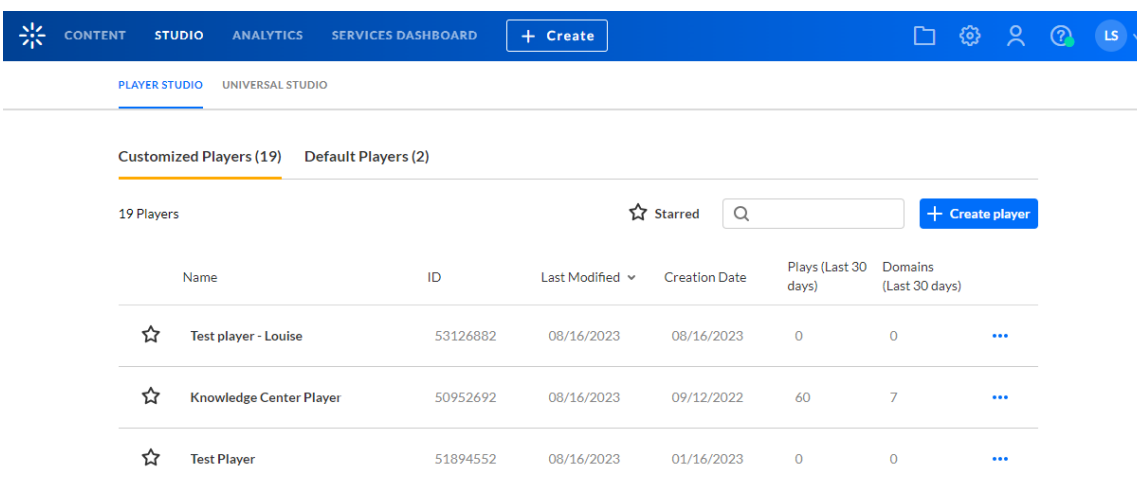 CONTENT STUDIO ANALYTICS SERVICES DASHBOARD + Create LS
PLAYER STUDIO UNIVERSAL STUDIO
Customized Players (19) Default Players (2)
19 Players Starred + Create player
Name ID Last Modified Creation Date Plays (Last 30 days) Domains (Last 30 days)
Test player - Louise 53126882 08/16/2023 08/16/2023 0 0
Knowledge Center Player 50952692 08/16/2023 09/12/2022 60 7
Test Player 51894552 08/16/2023 01/16/2023 0 0